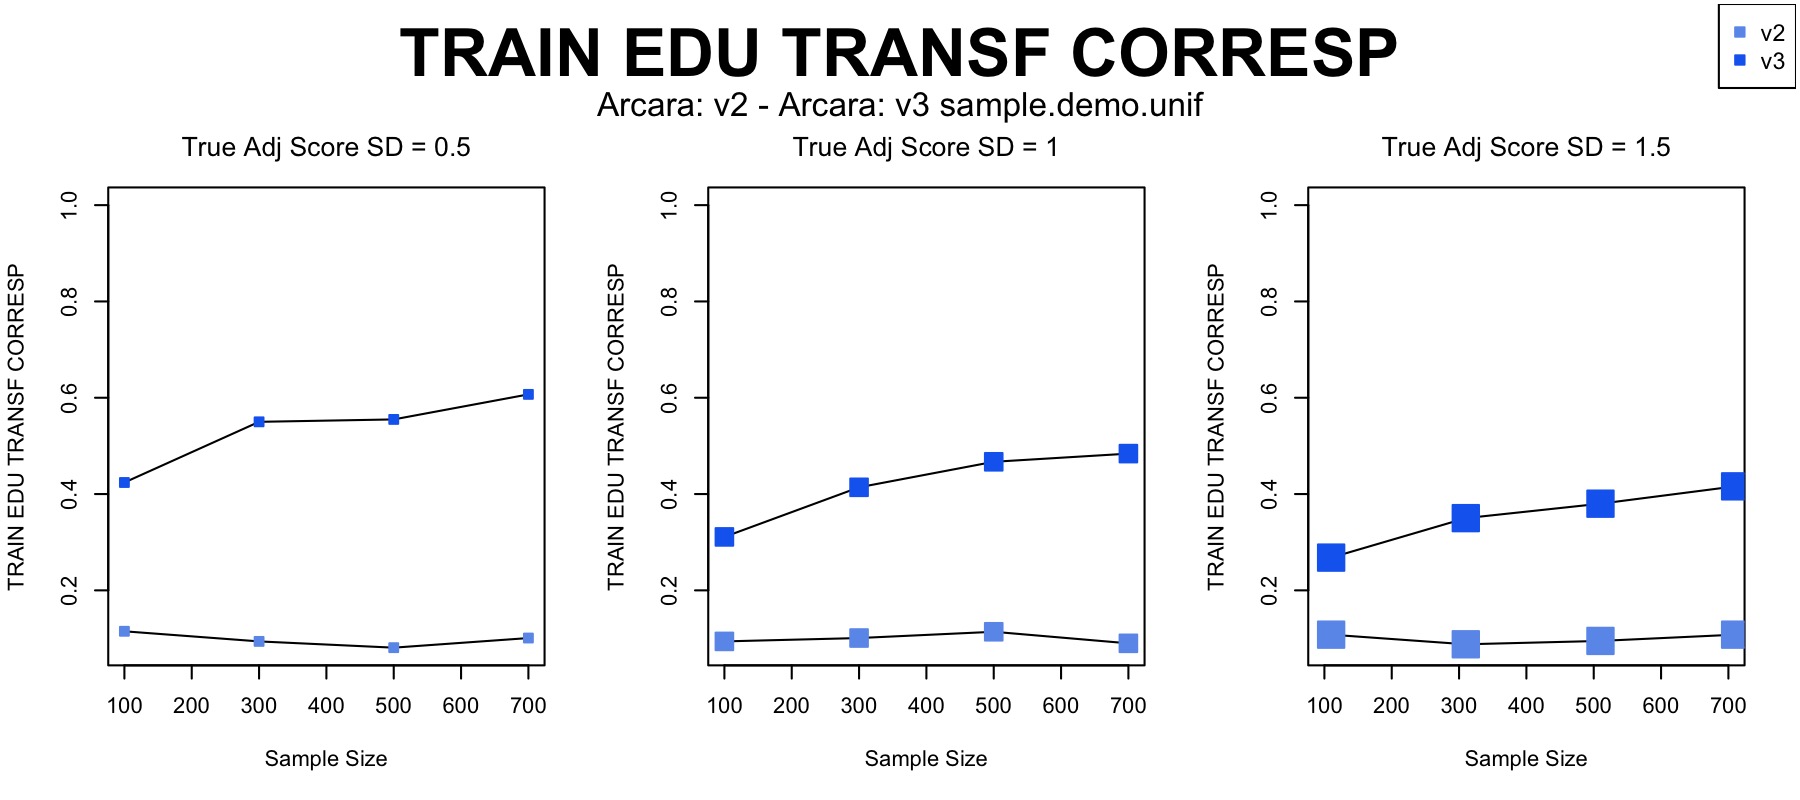 TRAIN EDU TRANSF CORRESP
v2
v3
Arcara: v2 - Arcara: v3 sample.demo.unif
True Adj Score SD = 0.5
TRAIN EDU TRANSF CORRESP
1.0
0.8
0.6
0.4
0.2
100 200 300 400 500 600 700
Sample Size
True Adj Score SD = 1
TRAIN EDU TRANSF CORRESP
1.0
0.8
0.6
0.4
0.2
100 200 300 400 500 600 700
Sample Size
True Adj Score SD = 1.5
TRAIN EDU TRANSF CORRESP
1.0
0.8
0.6
0.4
0.2
100 200 300 400 500 600 700
Sample Size